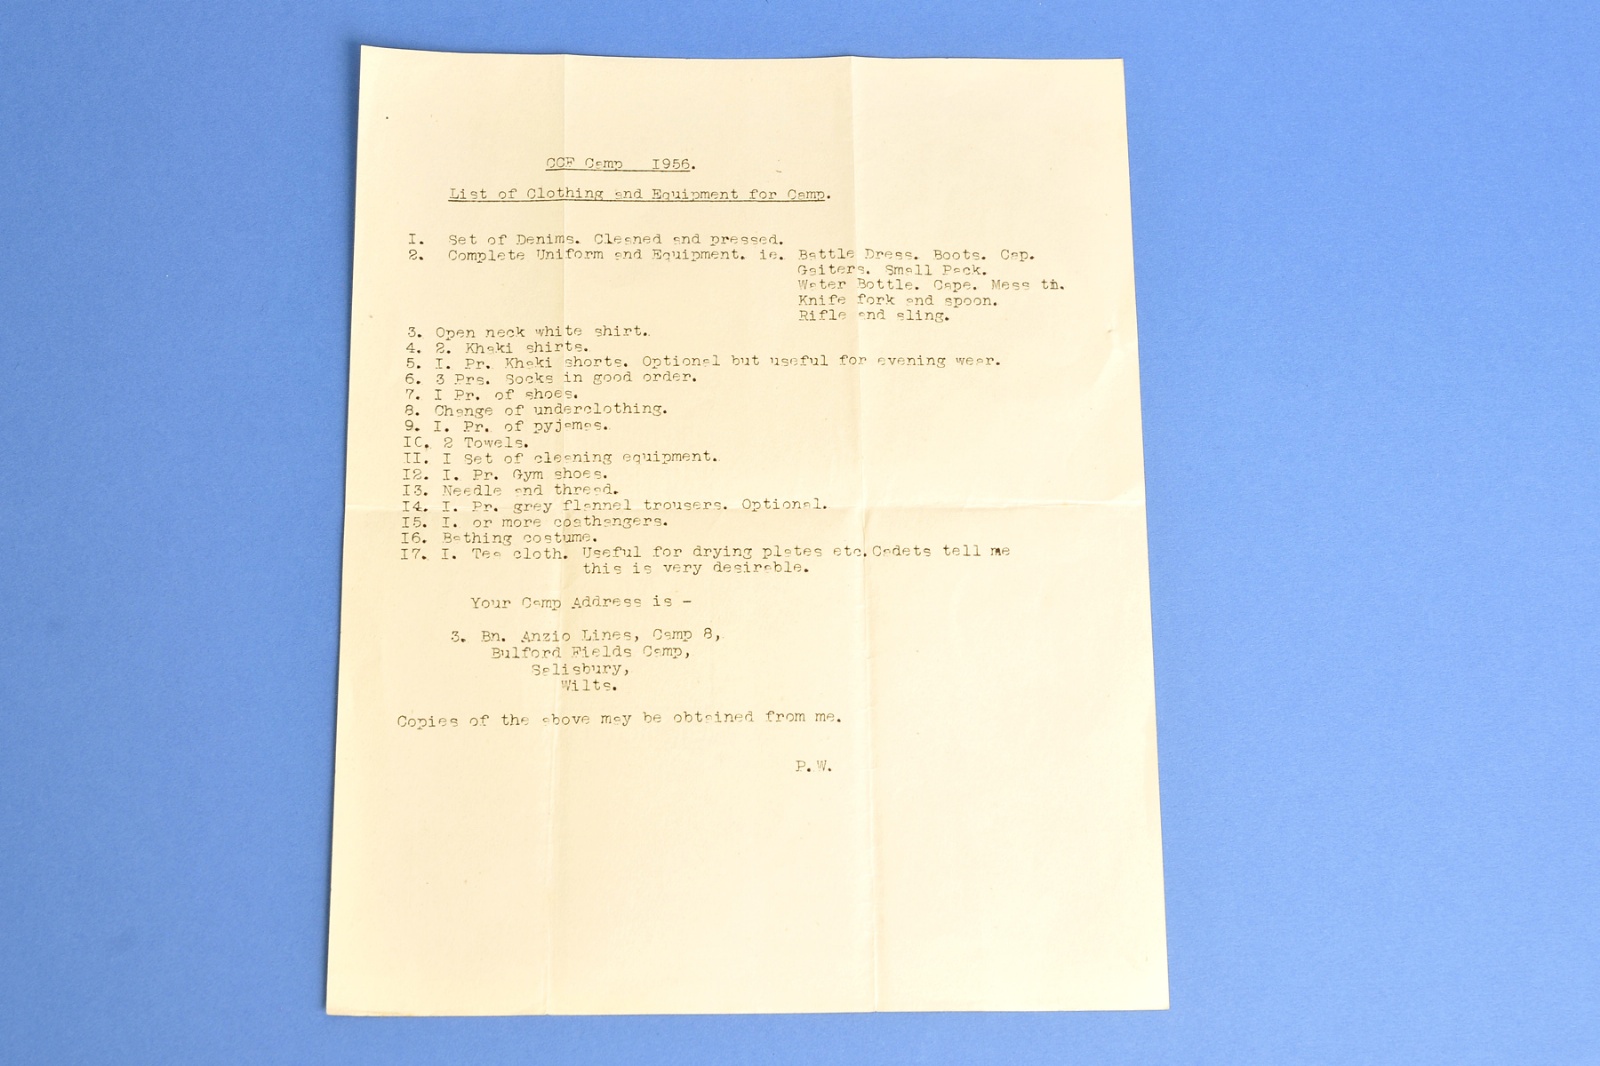 CCF Camp 1956.
List of Clothing and Equipment for Camp.
I. Set of Denims. Cleaned and pressed.
2. Complete Uniform and Equipment. ie. Battle Dress. Boots. Cap.
Gaiters. Small Pack.
Water Bottle. Cape. Mess tin.
Knife fork and spoon.
Rifle and sling.
3. Open neck white shirt.
4. 2. Khaki shirts.
5. I. Pr. Khaki shorts. Optional but useful for evening wear.
6. 3 Prs. Socks in good order.
7. I Pr. of shoes.
8. Change of underclothing.
9. I. Pr. of pyjamas.
IO. 2 Towels.
II. I Set of cleaning equipment.
I2. I. Pr. Gym shoes.
I3. Needle and thread.
I4. I. Pr. grey flannel trousers. Optional.
I5. I. or more coathangers.
I6. Bathing costume.
I7. I. Tea cloth. Useful for drying plates etc. Cadets tell me
this is very desirable.
Your Camp Address is -
3. Bn. Anzio Lines, Camp 8,
Bulford Fields Camp,
Salisbury,
Wilts.
Copies of the above may be obtained from me.
P.W.